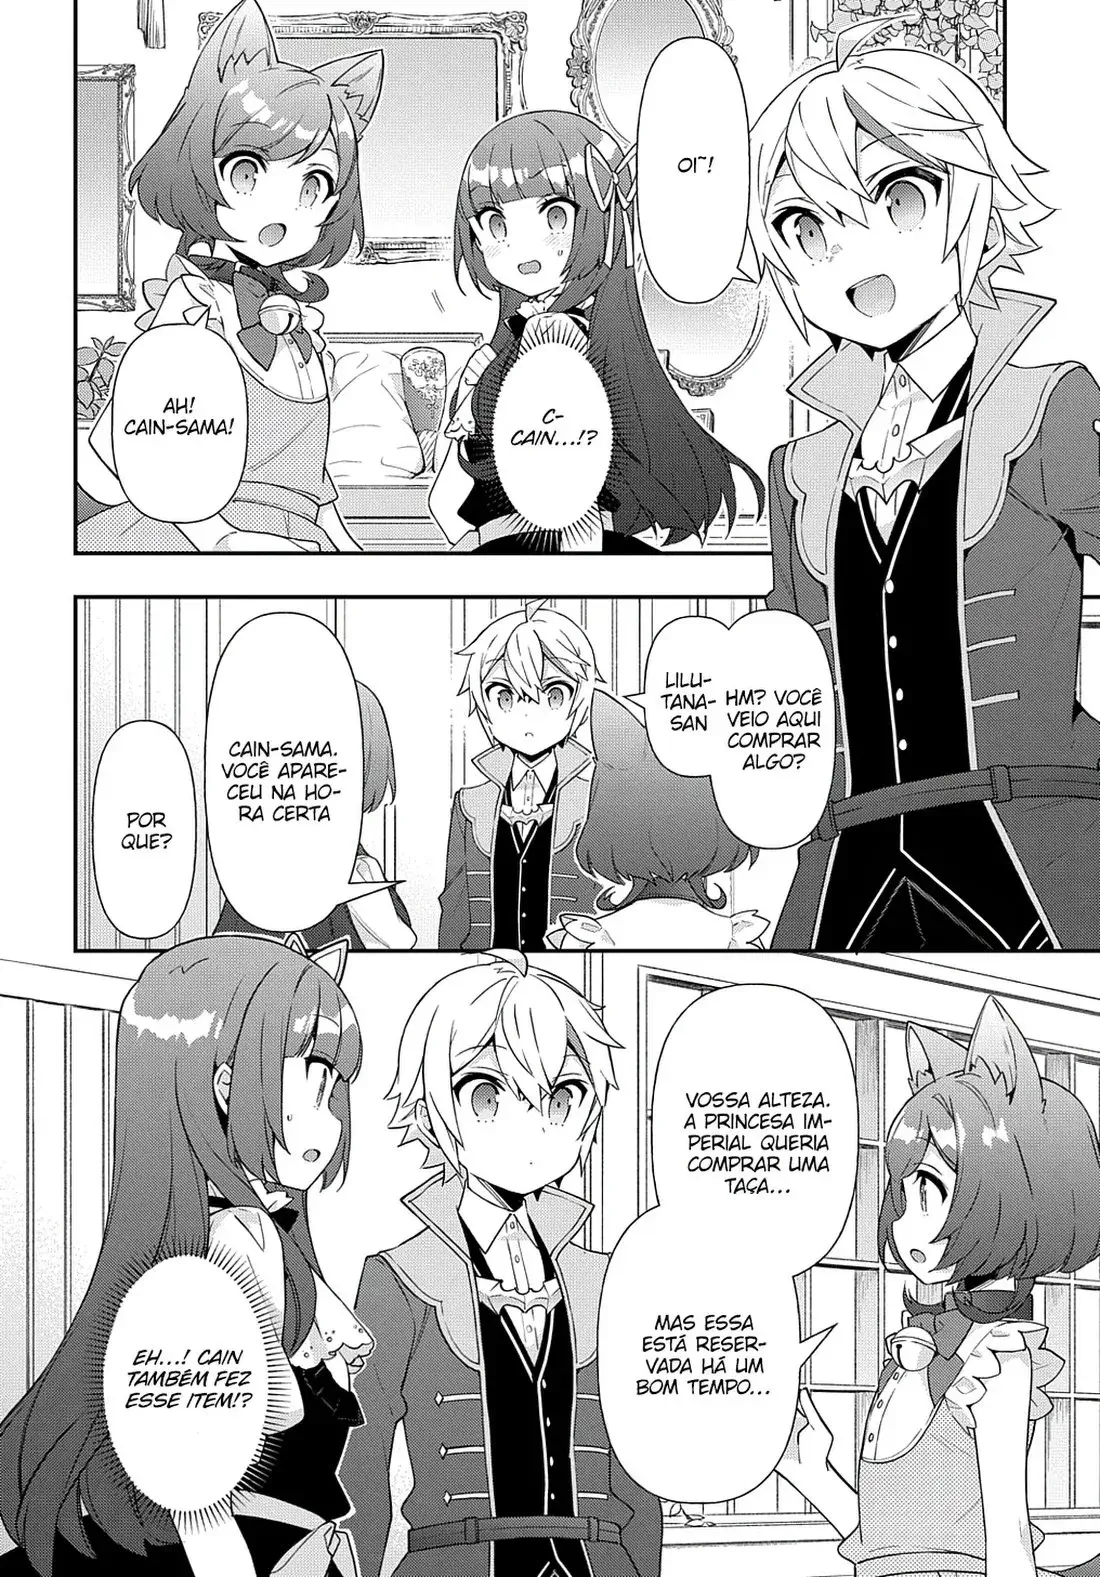 OI~!
C-
CAIN...!?
AH!
CAIN-SAMA!
HM? VOCÊ
VEIO AQUI
COMPRAR
ALGO?
LILU-
TANA-
SAN
CAIN-SAMA.
VOCÊ APARE-
CEU NA HO-
RA CERTA
POR
QUE?
VOSSA ALTEZA.
A PRINCESA IM-
PERIAL QUERIA
COMPRAR UMA
TAÇA...
MAS ESSA
ESTÁ RESER-
VADA HÁ UM
BOM TEMPO...
EH...! CAIN
TAMBÉM FEZ
ESSE ITEM!?